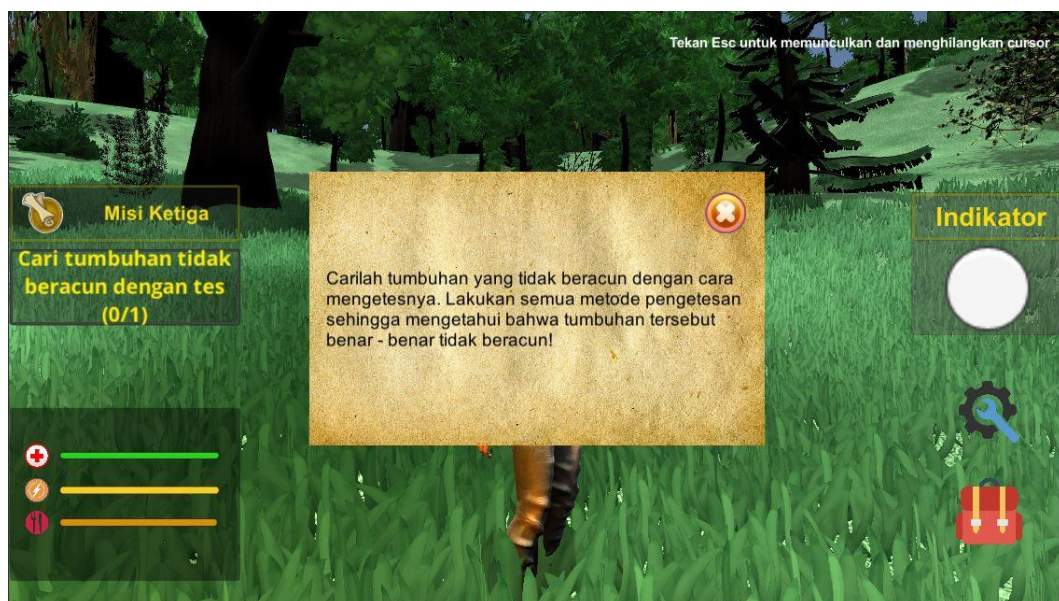 Tekan Esc untuk memunculkan dan menghilangkan cursor
Misi Ketiga
Cari tumbuhan tidak
beracun dengan tes
(0/1)
Carilah tumbuhan yang tidak beracun dengan cara
mengetesnya. Lakukan semua metode pengetesan
sehingga mengetahui bahwa tumbuhan tersebut
benar - benar tidak beracun!
Indikator